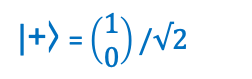 |+⟩ = (1 0) /√2